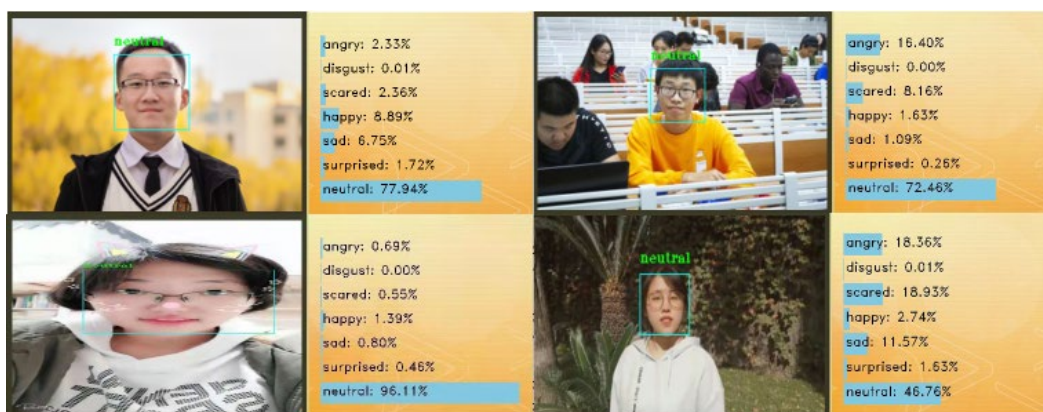 neutral
angry: 2.33%
disgust: 0.01%
scared: 2.36%
happy: 8.89%
sad: 6.75%
surprised: 1.72%
neutral: 77.94%
neutral
angry: 16.40%
disgust: 0.00%
scared: 8.16%
happy: 1.63%
sad: 1.09%
surprised: 0.26%
neutral: 72.46%
neutral
angry: 0.69%
disgust: 0.00%
scared: 0.55%
happy: 1.39%
sad: 0.80%
surprised: 0.46%
neutral: 96.11%
neutral
angry: 18.36%
disgust: 0.01%
scared: 18.93%
happy: 2.74%
sad: 11.57%
surprised: 1.63%
neutral: 46.76%